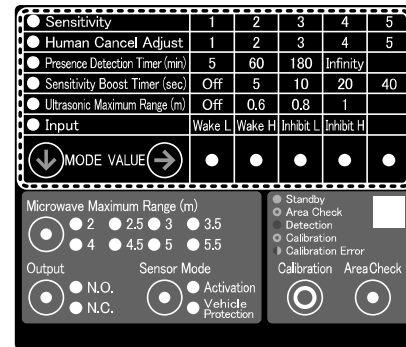 Sensitivity 1 2 3 4 5
Human Cancel Adjust 1 2 3 4 5
Presence Detection Timer (min) 5 60 180 Infinity
Sensitivity Boost Timer (sec) Off 5 10 20 40
Ultrasonic Maximum Range (m) Off 0.6 0.8 1
Input Wake L Wake H Inhibit L Inhibit H
MODE VALUE
Microwave Maximum Range (m)
2 2.5 3 3.5
4 4.5 5 5.5
Output
N.O.
N.C.
Sensor Mode
Activation
Vehicle
Protection
Standby
Area Check
Detection
Calibration
Calibration Error
Calibration Area Check